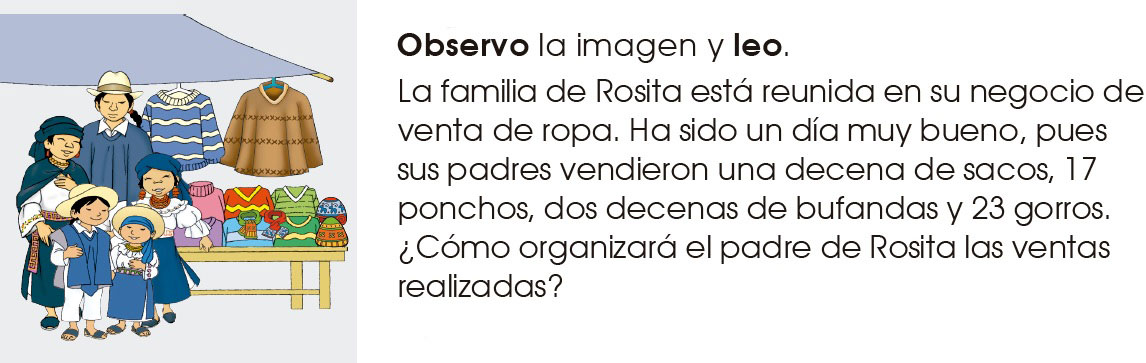 Observo la imagen y leo.
La familia de Rosita está reunida en su negocio de
venta de ropa. Ha sido un día muy bueno, pues
sus padres vendieron una decena de sacos, 17
ponchos, dos decenas de bufandas y 23 gorros.
¿Cómo organizará el padre de Rosita las ventas
realizadas?